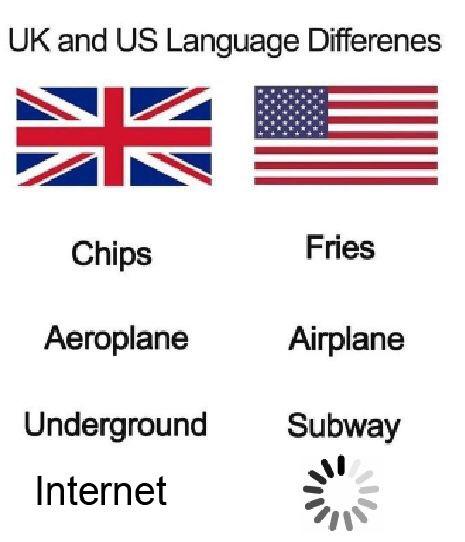 UK and US Language Differenes
Chips Fries
Aeroplane Airplane
Underground Subway
Internet